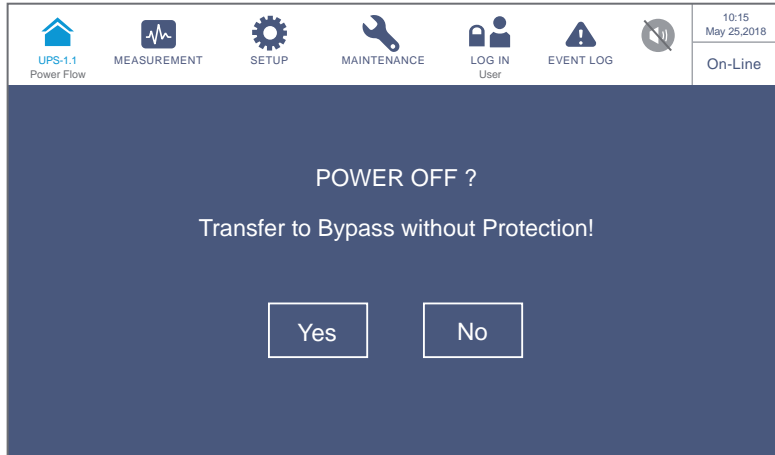 UPS-1.1
Power Flow
MEASUREMENT
SETUP
MAINTENANCE
LOG IN
User
EVENT LOG
10:15
May 25,2018
On-Line
POWER OFF ?
Transfer to Bypass without Protection!
Yes
No